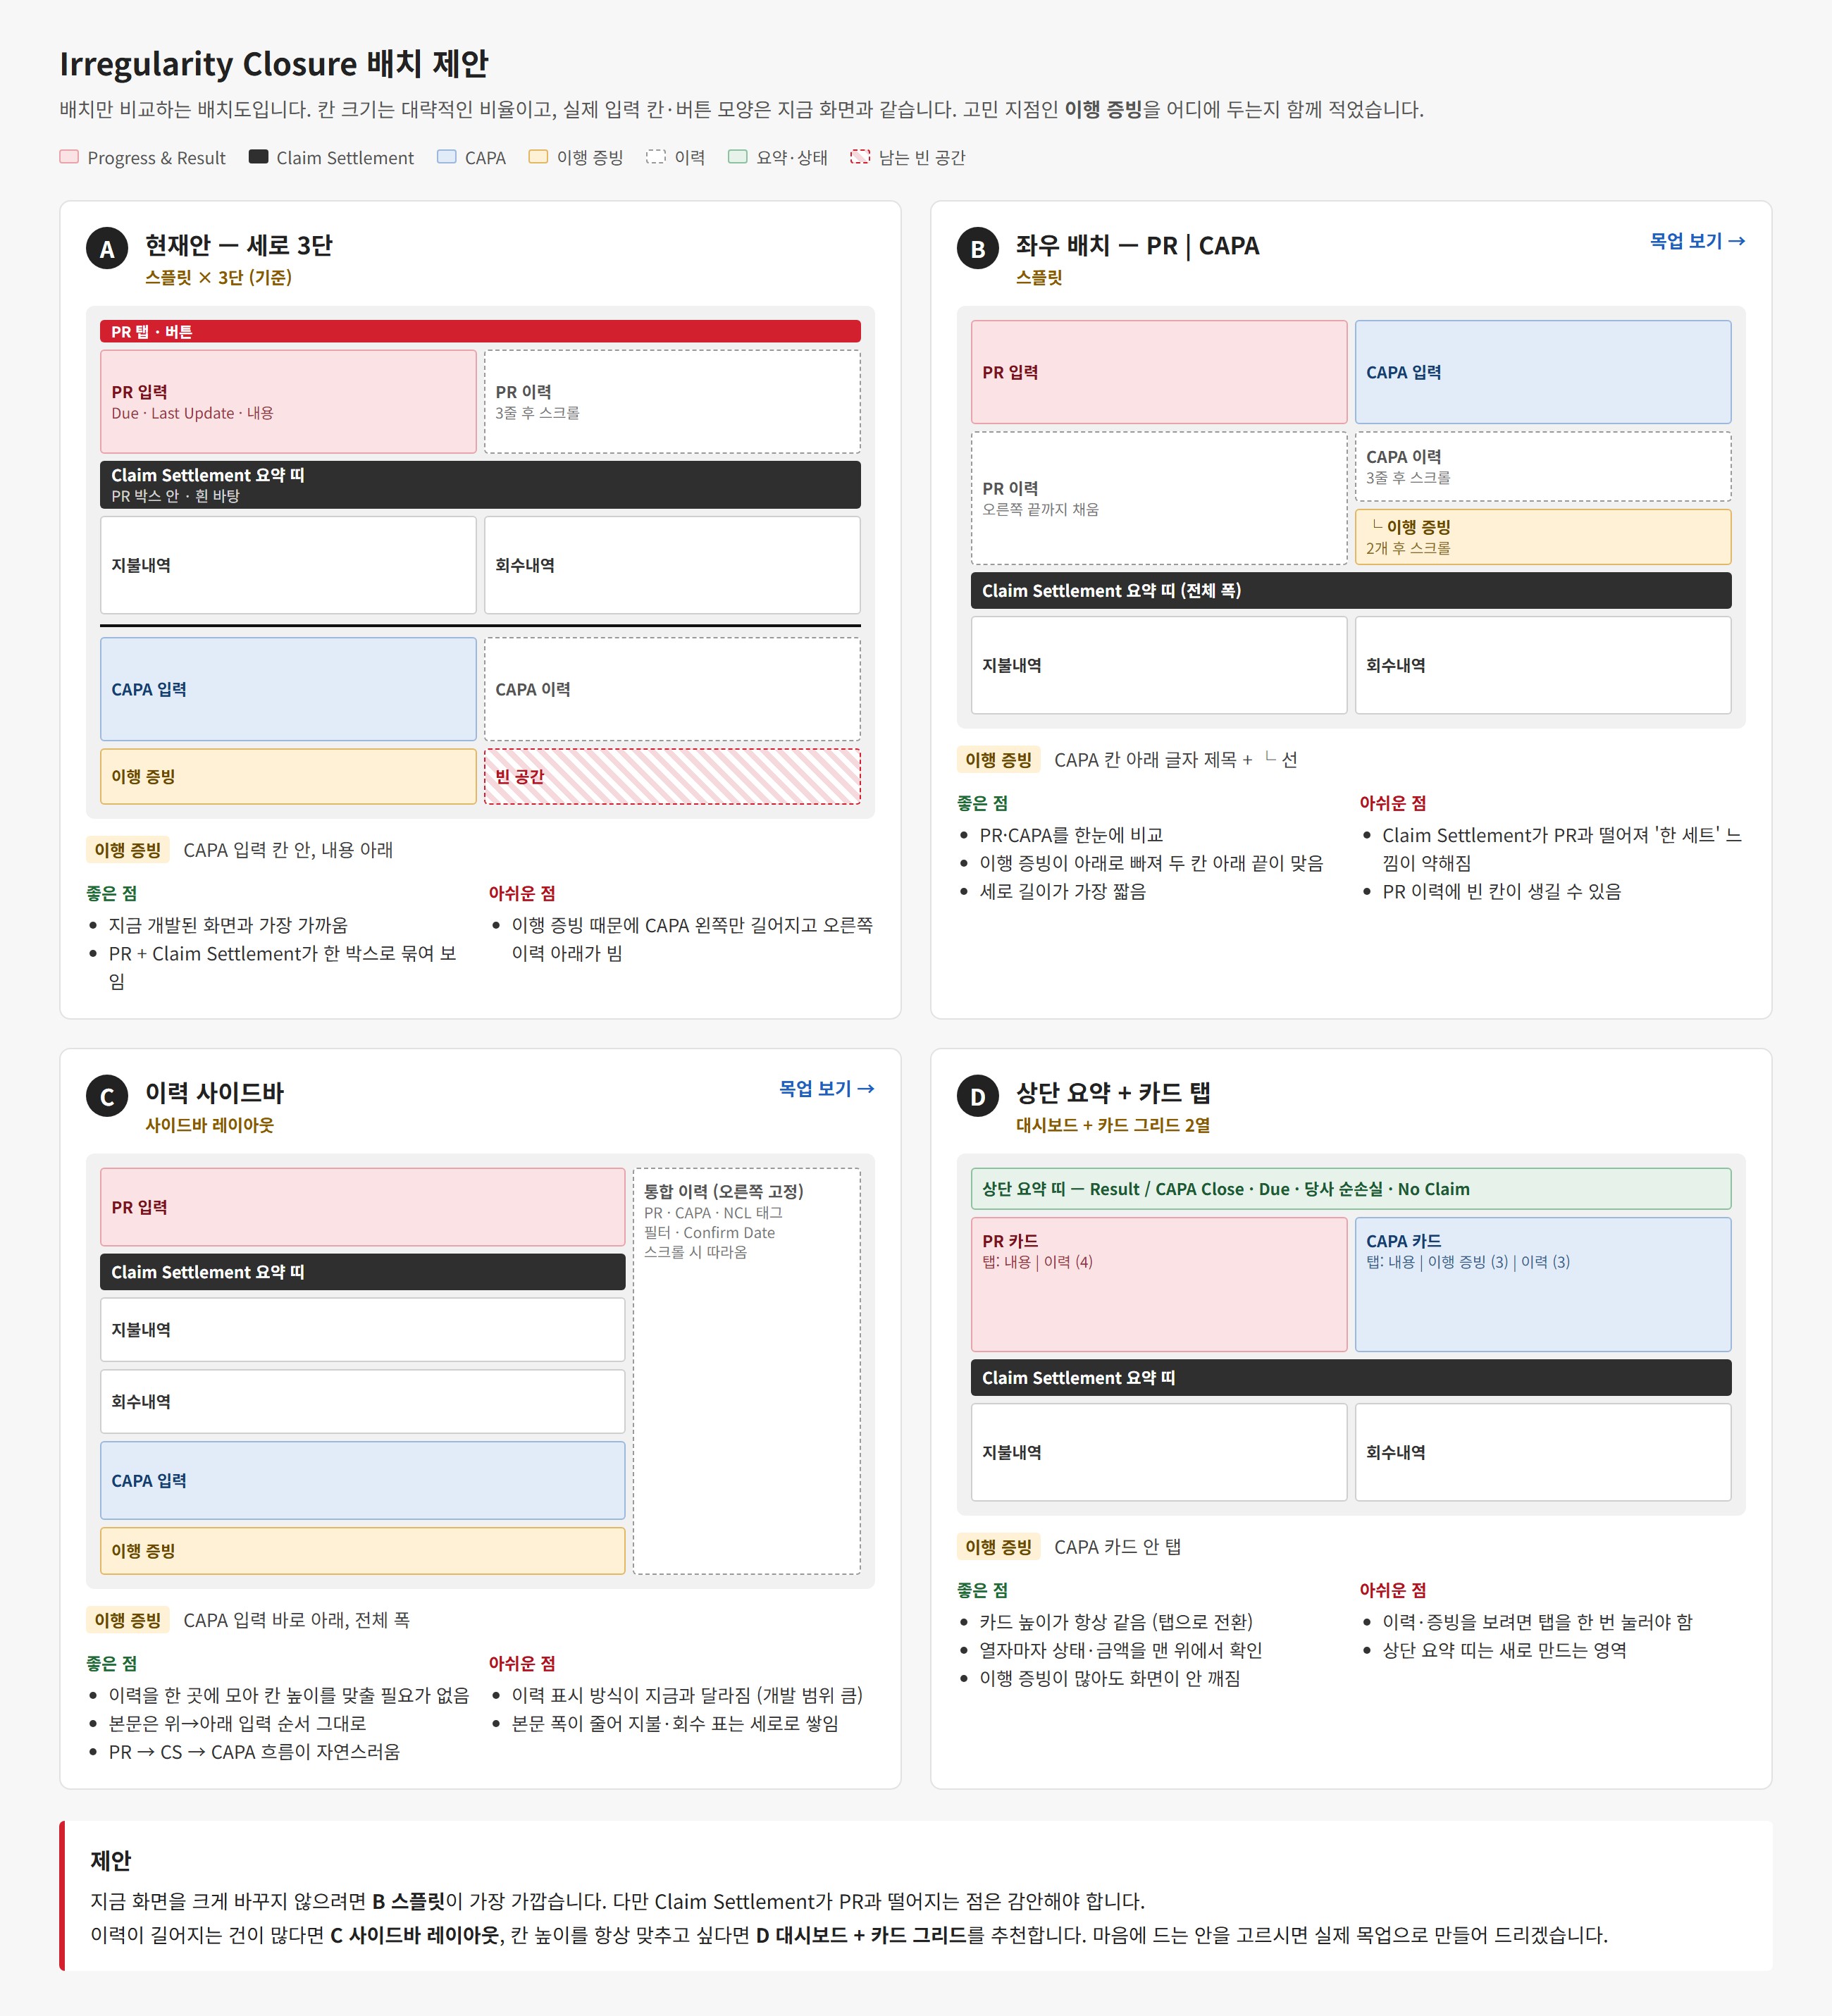 Irregularity Closure 배치 제안
배치만 비교하는 배치도입니다. 칸 크기는 대략적인 비율이고, 실제 입력 칸·버튼 모양은 지금 화면과 같습니다. 고민 지점인 이행 증빙을 어디에 두는지 함께 적었습니다.
Progress & Result
Claim Settlement
CAPA
이행 증빙
이력
요약·상태
남는 빈 공간
A
현재안 — 세로 3단
스플릿 × 3단 (기준)
PR 탭 · 버튼
PR 입력
Due · Last Update · 내용
PR 이력
3줄 후 스크롤
Claim Settlement 요약 띠
PR 박스 안 · 흰 바탕
지불내역
회수내역
CAPA 입력
CAPA 이력
이행 증빙
빈 공간
이행 증빙
CAPA 입력 칸 안, 내용 아래
좋은 점
• 지금 개발된 화면과 가장 가까움
• PR + Claim Settlement가 한 박스로 묶여 보
임
아쉬운 점
• 이행 증빙 때문에 CAPA 왼쪽만 길어지고 오른쪽
이력 아래가 빔
B
좌우 배치 — PR | CAPA
스플릿
목업 보기 →
PR 입력
CAPA 입력
PR 이력
오른쪽 끝까지 채움
CAPA 이력
3줄 후 스크롤
└ 이행 증빙
2개 후 스크롤
Claim Settlement 요약 띠 (전체 폭)
지불내역
회수내역
이행 증빙
CAPA 칸 아래 글자 제목 + └ 선
좋은 점
• PR·CAPA를 한눈에 비교
• 이행 증빙이 아래로 빠져 두 칸 아래 끝이 맞음
• 세로 길이가 가장 짧음
아쉬운 점
• Claim Settlement가 PR과 떨어져 '한 세트' 느
낌이 약해짐
• PR 이력에 빈 칸이 생길 수 있음
C
이력 사이드바
사이드바 레이아웃
목업 보기 →
PR 입력
Claim Settlement 요약 띠
지불내역
회수내역
CAPA 입력
이행 증빙
통합 이력 (오른쪽 고정)
PR · CAPA · NCL 태그
필터 · Confirm Date
스크롤 시 따라옴
이행 증빙
CAPA 입력 바로 아래, 전체 폭
좋은 점
• 이력을 한 곳에 모아 칸 높이를 맞출 필요가 없음
• 본문은 위→아래 입력 순서 그대로
• PR → CS → CAPA 흐름이 자연스러움
아쉬운 점
• 이력 표시 방식이 지금과 달라짐 (개발 범위 큼)
• 본문 폭이 줄어 지불·회수 표는 세로로 쌓임
D
상단 요약 + 카드 탭
대시보드 + 카드 그리드 2열
상단 요약 띠 — Result / CAPA Close · Due · 당사 순손실 · No Claim
PR 카드
탭: 내용 | 이력 (4)
CAPA 카드
탭: 내용 | 이행 증빙 (3) | 이력 (3)
Claim Settlement 요약 띠
지불내역
회수내역
이행 증빙
CAPA 카드 안 탭
좋은 점
• 카드 높이가 항상 같음 (탭으로 전환)
• 열자마자 상태·금액을 맨 위에서 확인
• 이행 증빙이 많아도 화면이 안 깨짐
아쉬운 점
• 이력·증빙을 보려면 탭을 한 번 눌러야 함
• 상단 요약 띠는 새로 만드는 영역
제안
지금 화면을 크게 바꾸지 않으려면 B 스플릿이 가장 가깝습니다. 다만 Claim Settlement가 PR과 떨어지는 점은 감안해야 합니다.
이력이 길어지는 건이 많다면 C 사이드바 레이아웃, 칸 높이를 항상 맞추고 싶다면 D 대시보드 + 카드 그리드를 추천합니다. 마음에 드는 안을 고르시면 실제 목업으로 만들어 드리겠습니다.